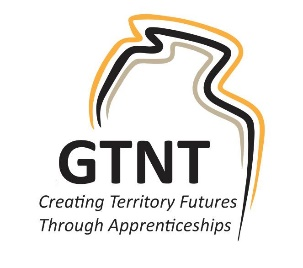 GTNT
Creating Territory Futures
Through Apprenticeships